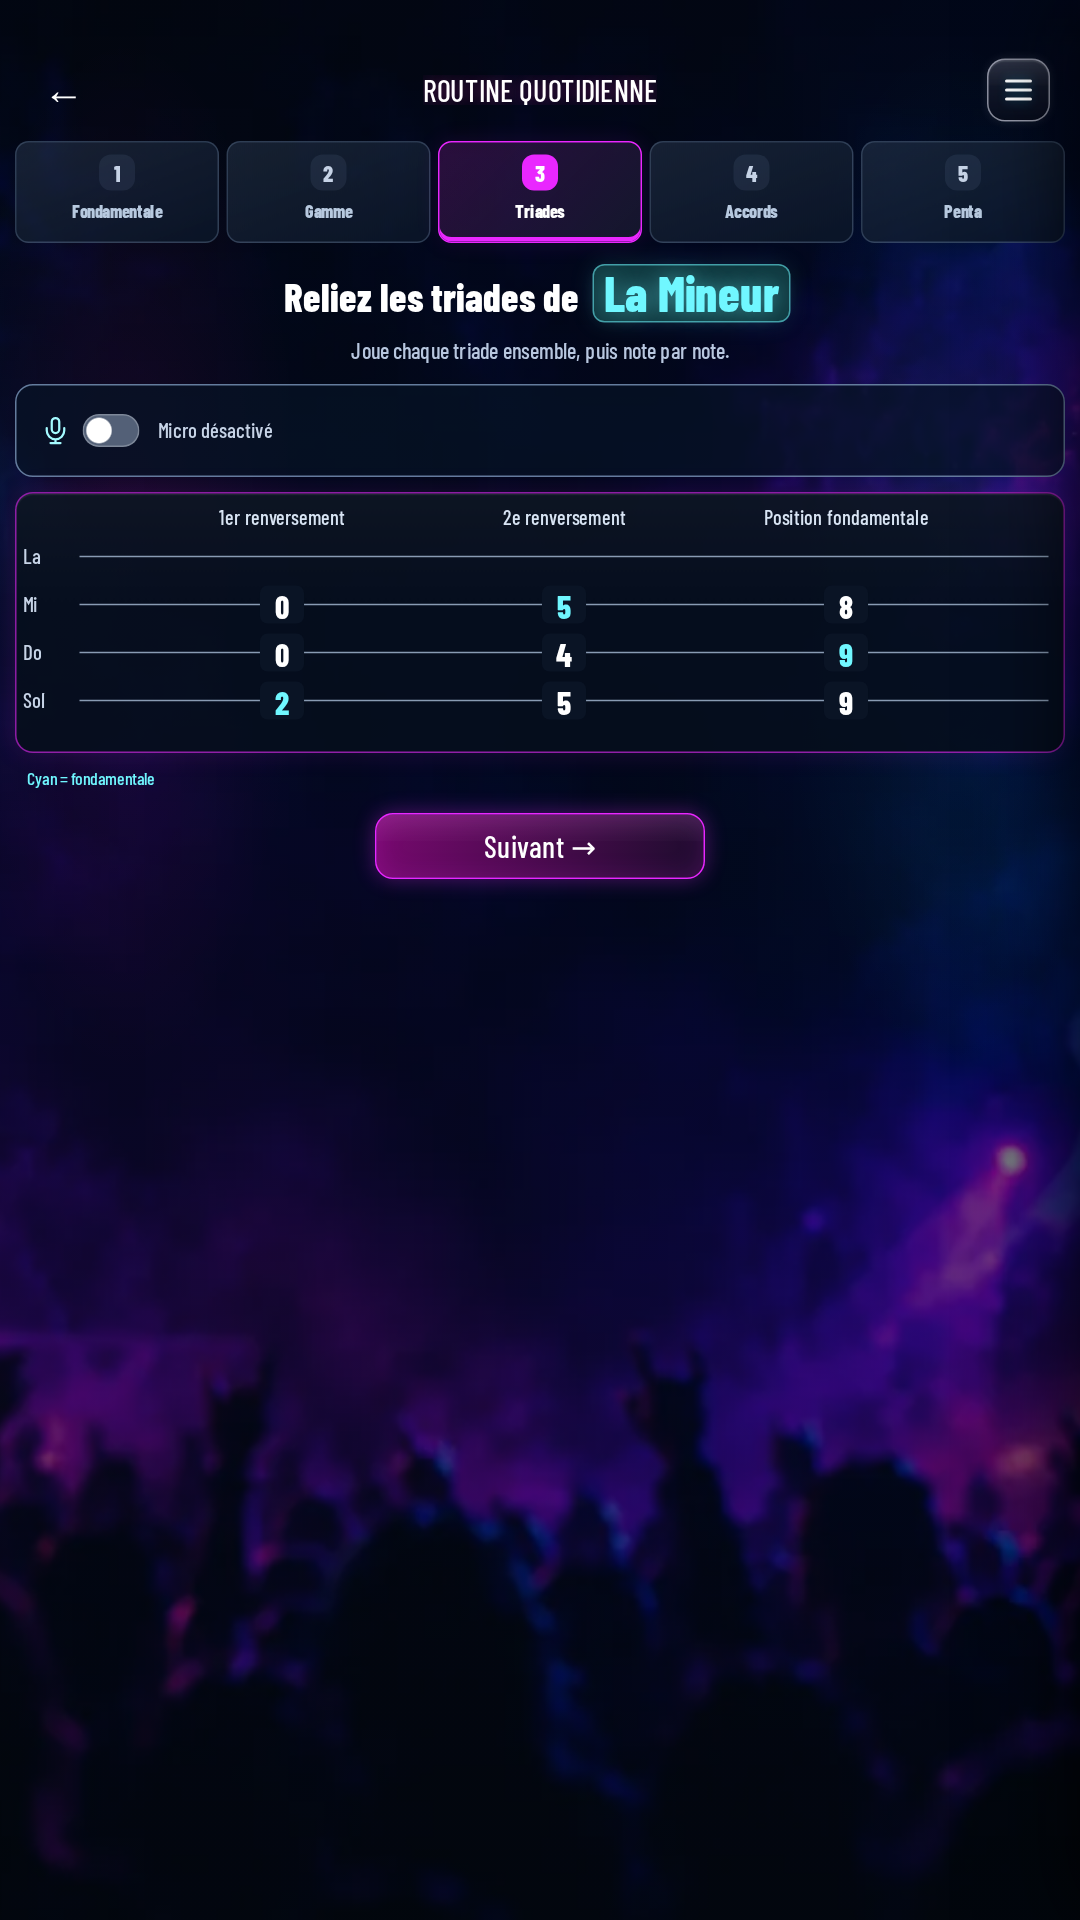 ← ROUTINE QUOTIDIENNE
1 2 3 4 5
Fondamentale Gamme Triades Accords Penta
Reliez les triades de La Mineur
Joue chaque triade ensemble, puis note par note.
Micro désactivé
1er renversement 2e renversement Position fondamentale
La
Mi 0 5 8
Do 0 4 9
Sol 2 5 9
Cyan = fondamentale
Suivant →